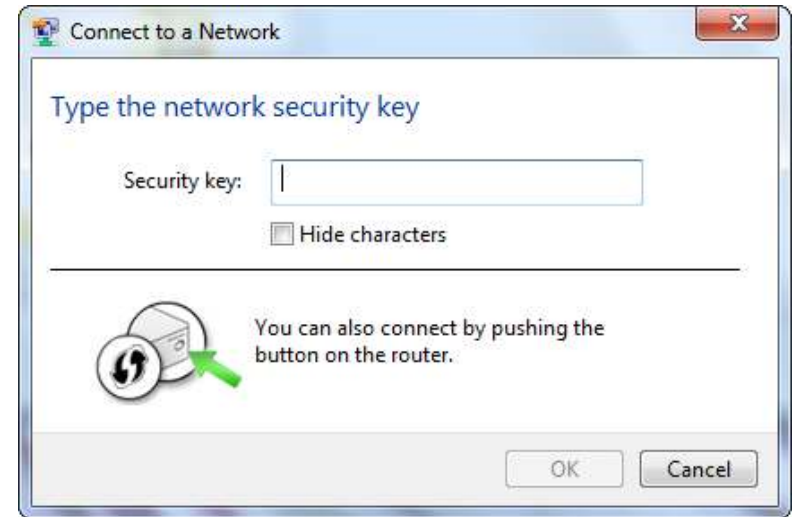 Connect to a Network
Type the network security key
Security key:
Hide characters
You can also connect by pushing the
button on the router.
OK Cancel